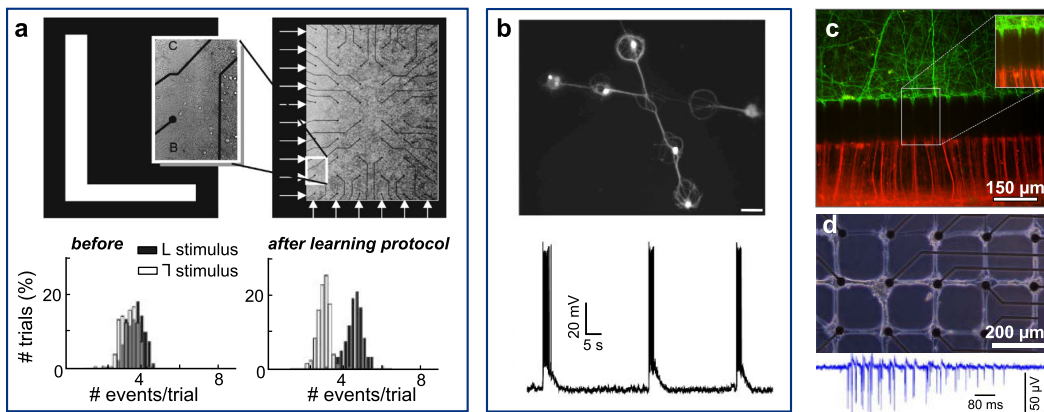 a
C
B
before
after learning protocol
L stimulus
˥ stimulus
# trials (%)
20
0
4
8
4
8
20
0
# events/trial
# events/trial
b
20 mV
5 s
c
150 µm
d
200 µm
80 ms
50 µV